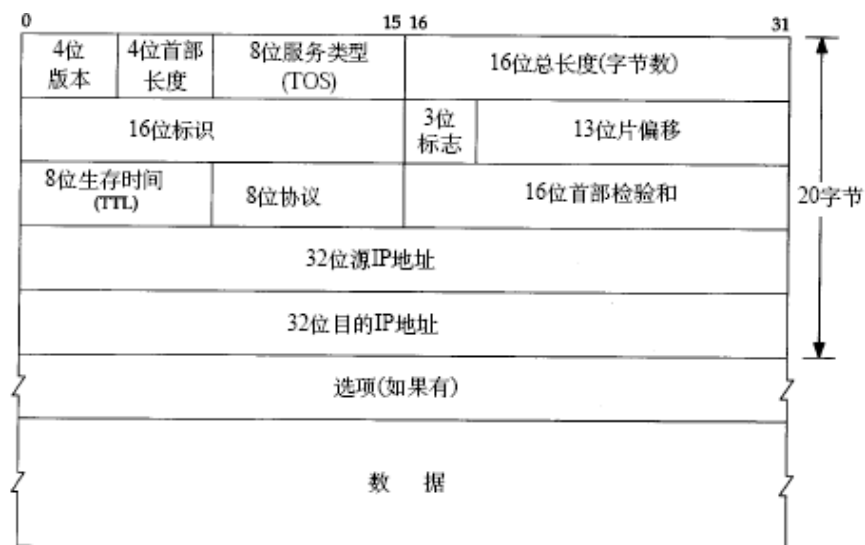 0 15 16 31
4位版本 4位首部长度 8位服务类型(TOS) 16位总长度(字节数)
16位标识 3位标志 13位片偏移
8位生存时间(TTL) 8位协议 16位首部检验和
20字节
32位源IP地址
32位目的IP地址
选项(如果有)
数 据